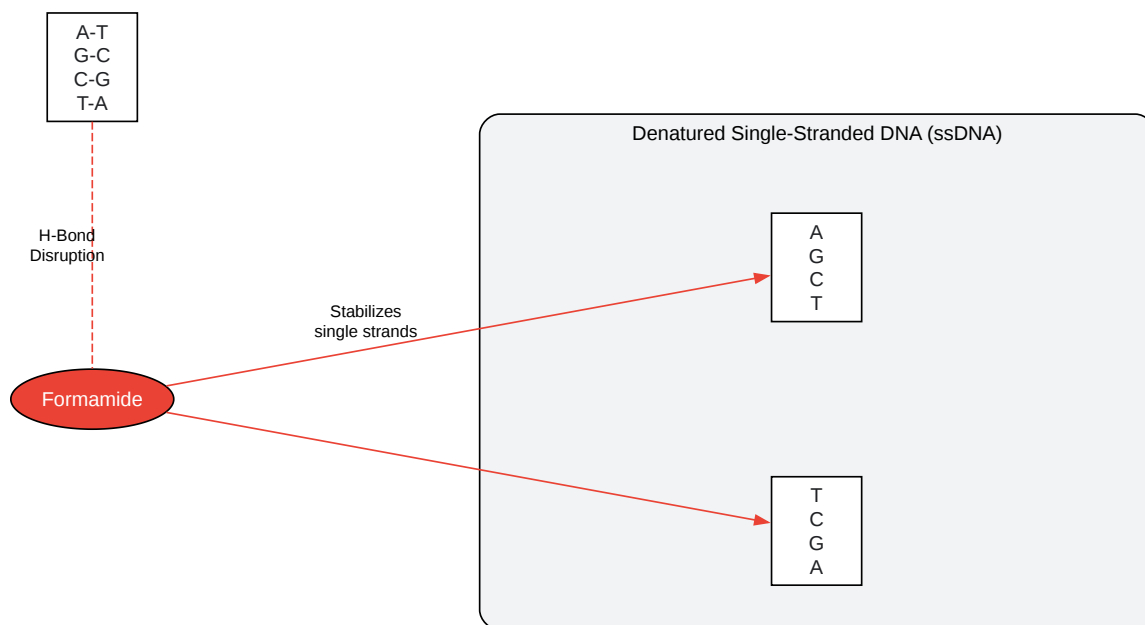 A-T
G-C
C-G
T-A
Denatured Single-Stranded DNA (ssDNA)
A
G
C
T
H-Bond
Disruption
Stabilizes
single strands
Formamide
T
C
G
A